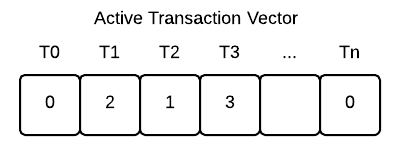 Active Transaction Vector
T0 T1 T2 T3 ... Tn
0 2 1 3 0